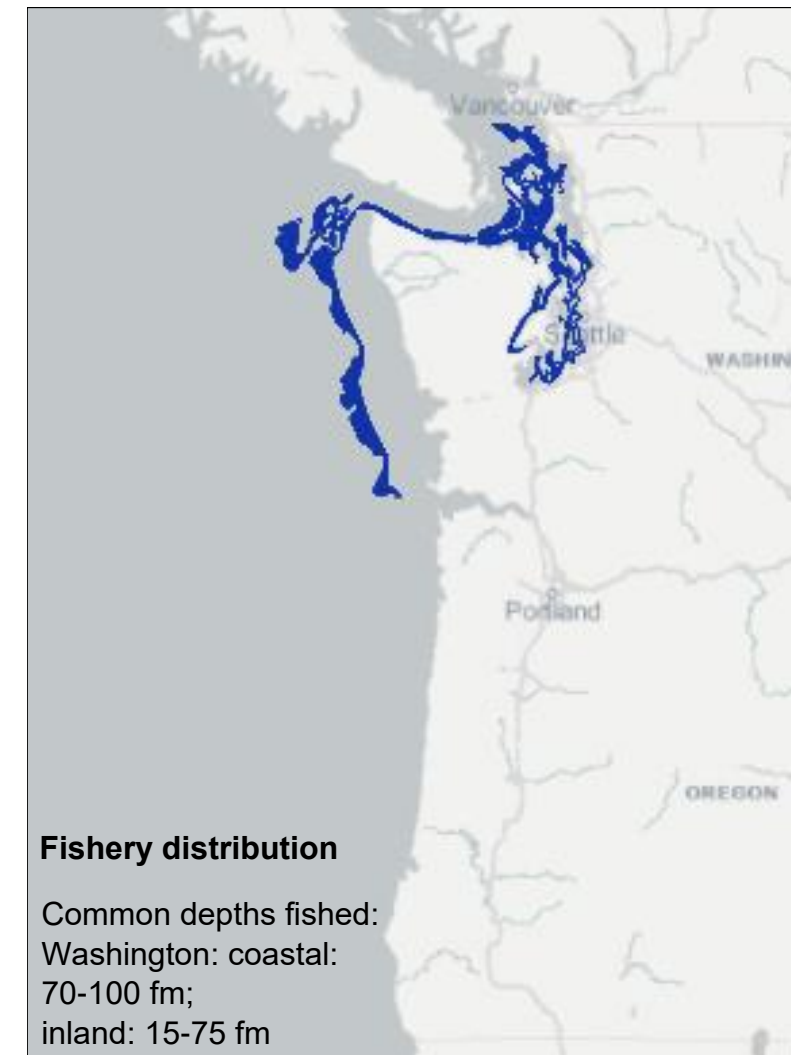 Vancouver
Seattle
WASHIN
Portland
OREGON
Fishery distribution
Common depths fished:
Washington: coastal:
70-100 fm;
inland: 15-75 fm